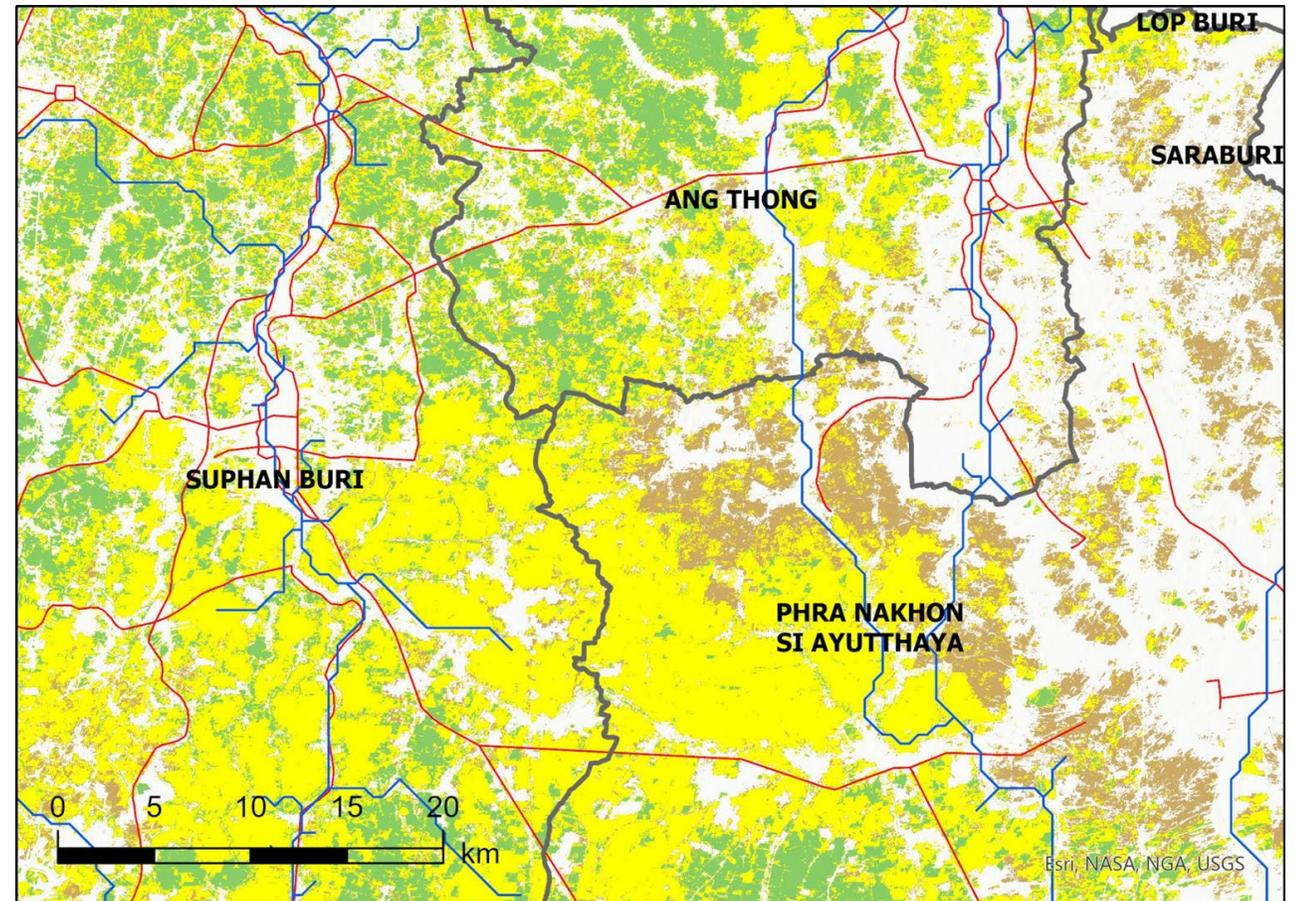 LOP BURI
SARABURI
ANG THONG
SUPHAN BURI
PHRA NAKHON
SI AYUTTHAYA
0 5 10 15 20
km
Esri, NASA, NGA, USGS